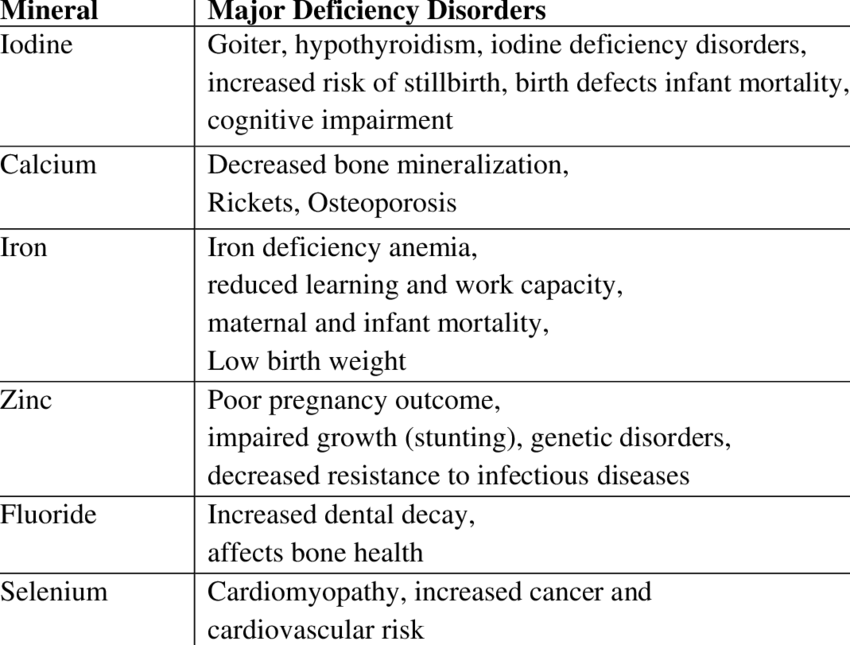 Mineral Major Deficiency Disorders
Iodine Goiter, hypothyroidism, iodine deficiency disorders,
increased risk of stillbirth, birth defects infant mortality,
cognitive impairment
Calcium Decreased bone mineralization,
Rickets, Osteoporosis
Iron Iron deficiency anemia,
reduced learning and work capacity,
maternal and infant mortality,
Low birth weight
Zinc Poor pregnancy outcome,
impaired growth (stunting), genetic disorders,
decreased resistance to infectious diseases
Fluoride Increased dental decay,
affects bone health
Selenium Cardiomyopathy, increased cancer and
cardiovascular risk